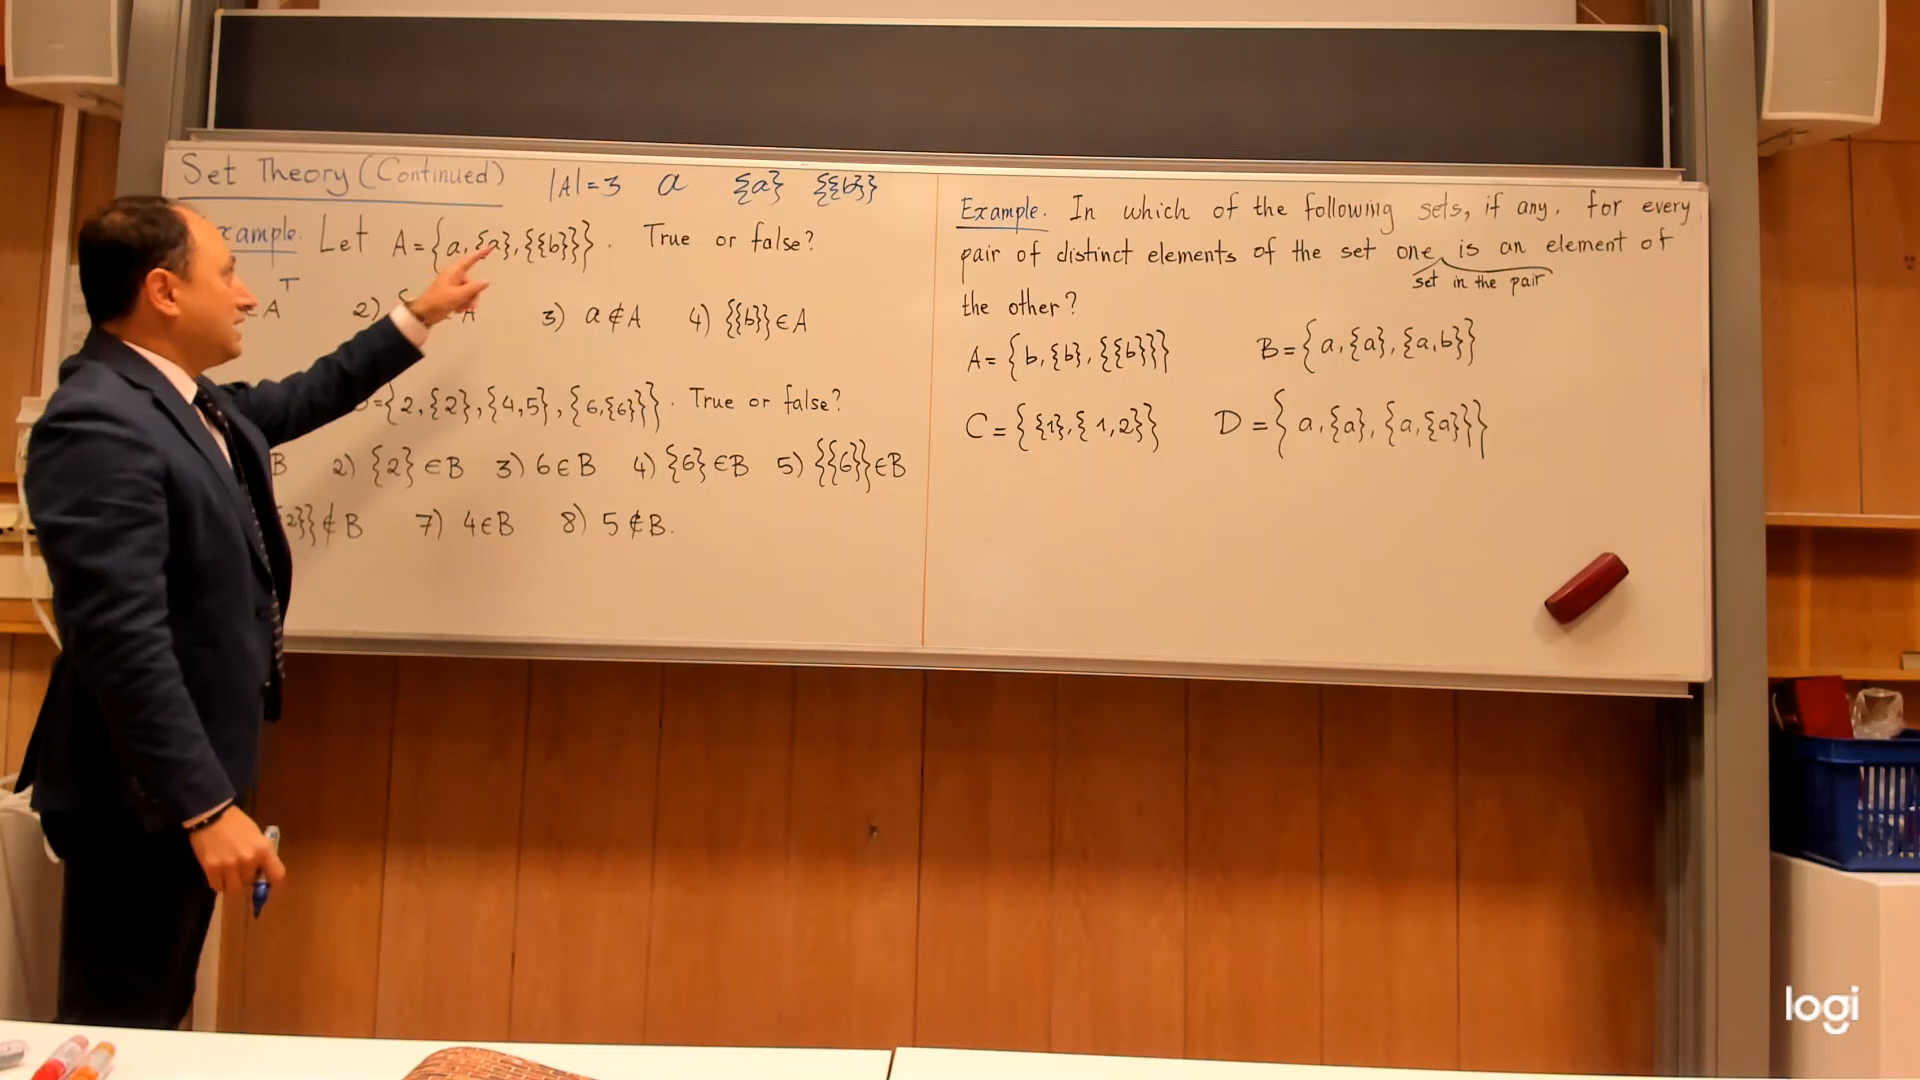 Set Theory (Continued) |A|=3 a {a} {{b}}
Let A={a,{a},{{b}}}. True or false?
A T 2) A 3) a∉A 4) {{b}}∈A
={2,{2},{4,5},{6,{6}}}. True or false?
B 2) {2}∈B 3) 6∈B 4) {6}∈B 5) {{6}}∈B
2}}∉B 7) 4∈B 8) 5∉B.
Example. In which of the following sets, if any, for every
pair of distinct elements of the set one is an element of
set in the pair
the other?
A={b,{b},{{b}}} B={a,{a},{a,b}}
C={{1},{1,2}} D={a,{a},{a,{a}}}
logi